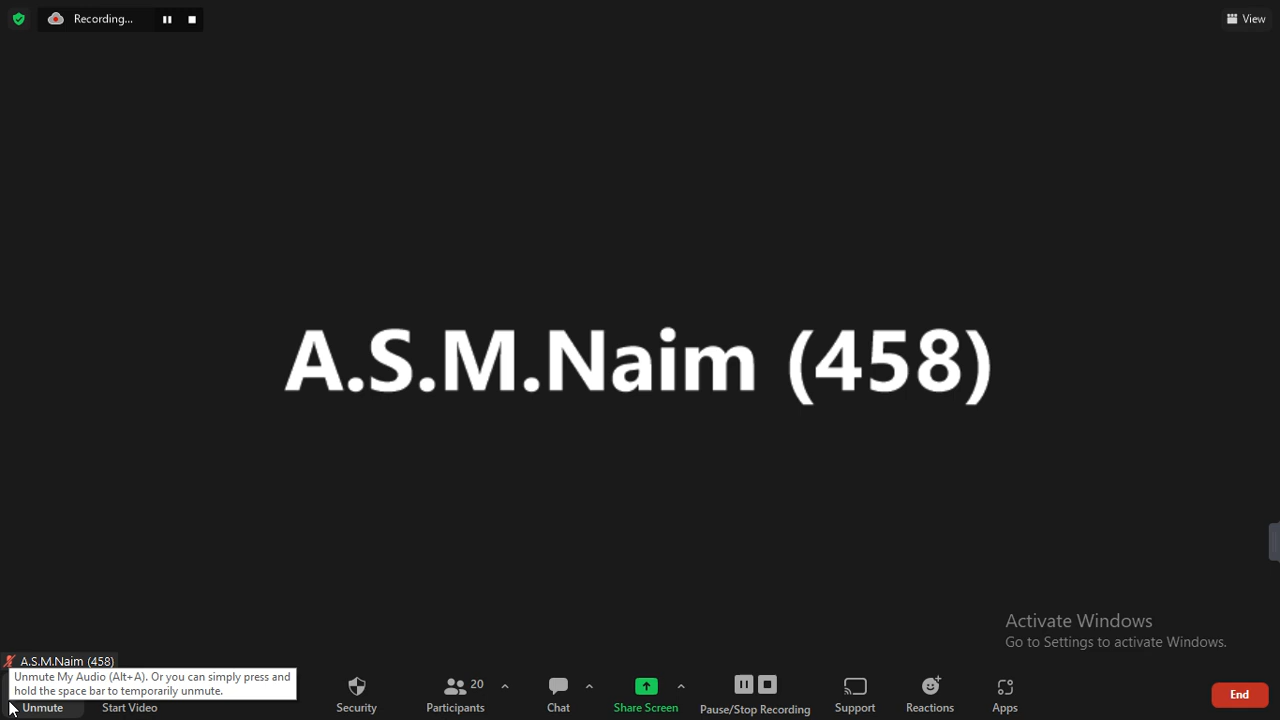 Recording...
View
A.S.M.Naim (458)
Activate Windows
Go to Settings to activate Windows.
A.S.M.Naim (458)
Unmute My Audio (Alt+A). Or you can simply press and
hold the space bar to temporarily unmute.
Unmute
Start Video
Security
20
Participants
Chat
Share Screen
Pause/Stop Recording
Support
Reactions
Apps
End